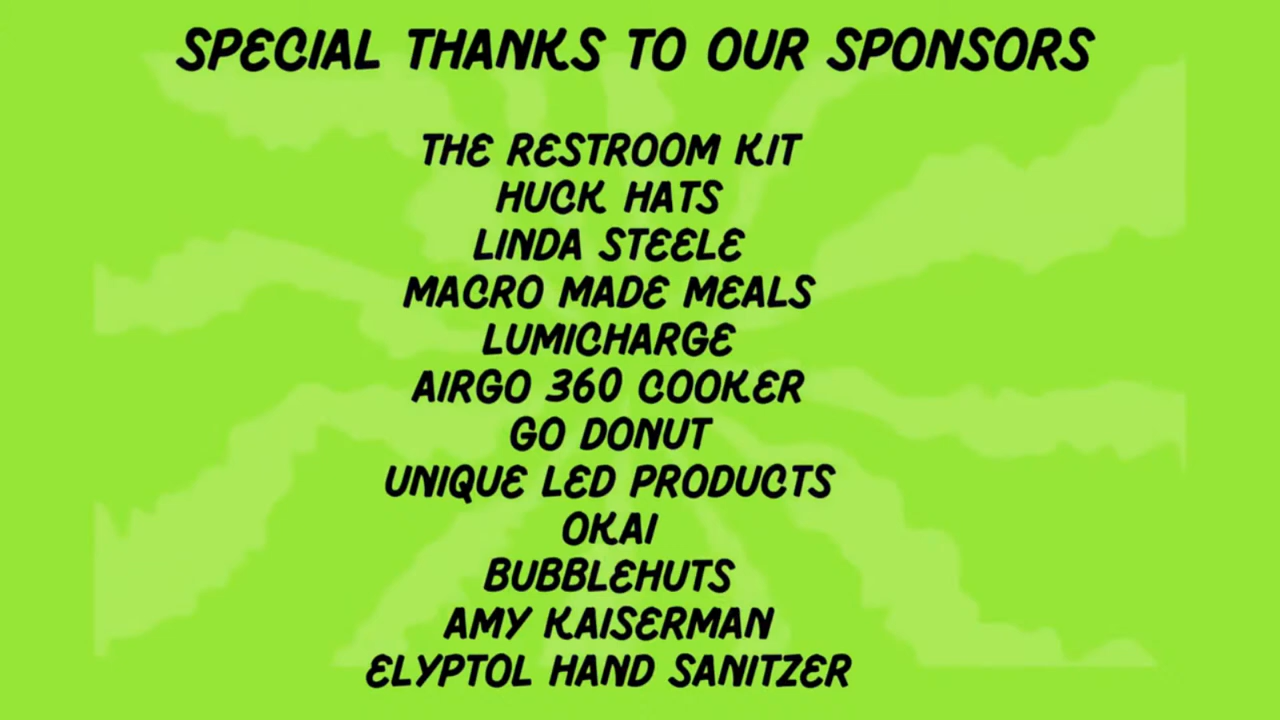 SPECIAL THANKS TO OUR SPONSORS
THE RESTROOM KIT
HUCK HATS
LINDA STEELE
MACRO MADE MEALS
LUMICHARGE
AIRGO 360 COOKER
GO DONUT
UNIQUE LED PRODUCTS
OKAI
BUBBLEHUTS
AMY KAISERMAN
ELYPTOL HAND SANITZER